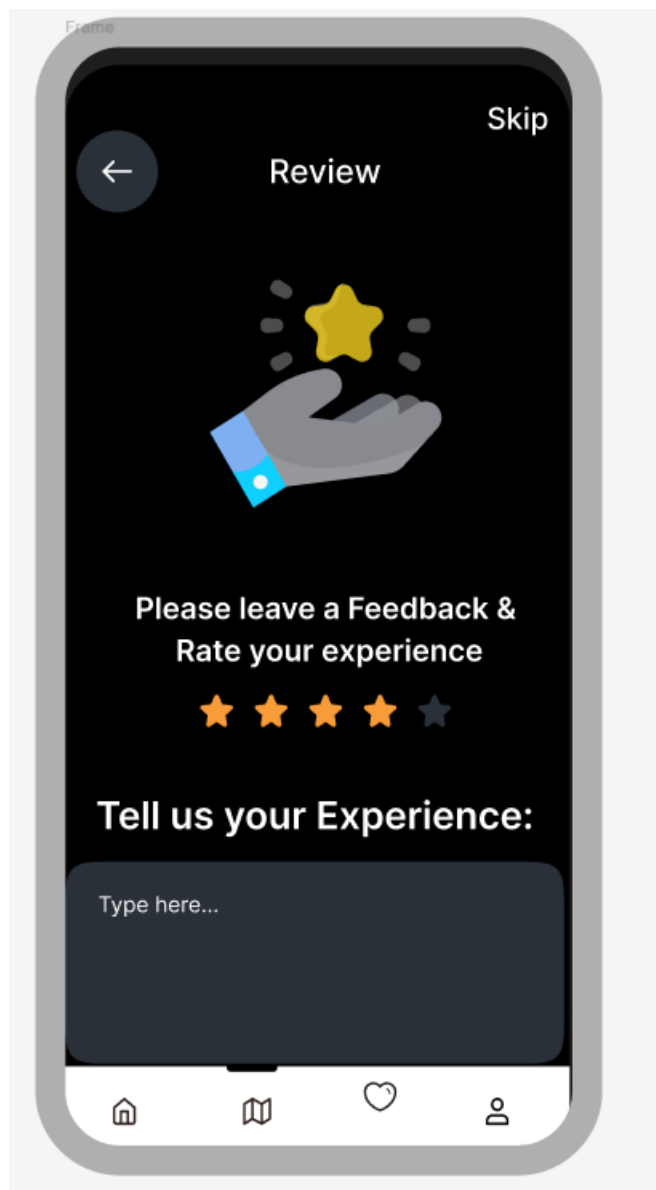 Frame
Skip
Review
Please leave a Feedback &
Rate your experience
Tell us your Experience:
Type here...